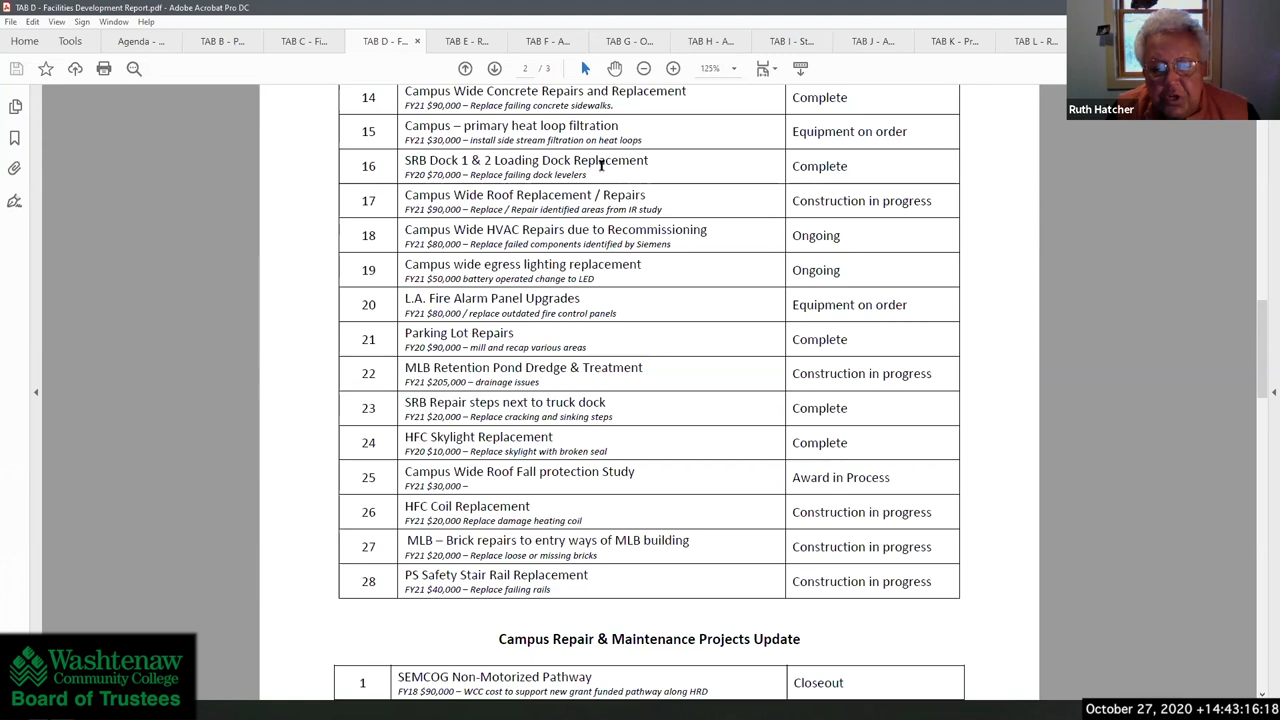 TAB D - Facilities Development Report.pdf - Adobe Acrobat Pro DC
File Edit View Sign Window Help
Home Tools Agenda - ... TAB B - P... TAB C - Fi... TAB D - F... × TAB E - R... TAB F - A... TAB G - O... TAB H - A... TAB I - St... TAB J - A... TAB K - Pr... TAB L - R...
2 / 3 125%
Ruth Hatcher
14 Campus Wide Concrete Repairs and Replacement Complete
FY21 $90,000 – Replace failing concrete sidewalks.
15 Campus – primary heat loop filtration Equipment on order
FY21 $30,000 – install side stream filtration on heat loops
16 SRB Dock 1 & 2 Loading Dock Replacement Complete
FY20 $70,000 – Replace failing dock levelers
17 Campus Wide Roof Replacement / Repairs Construction in progress
FY21 $90,000 – Replace / Repair identified areas from IR study
18 Campus Wide HVAC Repairs due to Recommissioning Ongoing
FY21 $80,000 – Replace failed components identified by Siemens
19 Campus wide egress lighting replacement Ongoing
FY21 $50,000 battery operated change to LED
20 L.A. Fire Alarm Panel Upgrades Equipment on order
FY21 $80,000 / replace outdated fire control panels
21 Parking Lot Repairs Complete
FY20 $90,000 – mill and recap various areas
22 MLB Retention Pond Dredge & Treatment Construction in progress
FY21 $205,000 – drainage issues
23 SRB Repair steps next to truck dock Complete
FY21 $20,000 – Replace cracking and sinking steps
24 HFC Skylight Replacement Complete
FY20 $10,000 – Replace skylight with broken seal
25 Campus Wide Roof Fall protection Study Award in Process
FY21 $30,000 –
26 HFC Coil Replacement Construction in progress
FY21 $20,000 Replace damage heating coil
27 MLB – Brick repairs to entry ways of MLB building Construction in progress
FY21 $20,000 – Replace loose or missing bricks
28 PS Safety Stair Rail Replacement Construction in progress
FY21 $40,000 – Replace failing rails
Campus Repair & Maintenance Projects Update
1 SEMCOG Non-Motorized Pathway Closeout
FY18 $90,000 – WCC cost to support new grant funded pathway along HRD
Washtenaw
Community College
Board of Trustees
October 27, 2020 +14:43:16:18